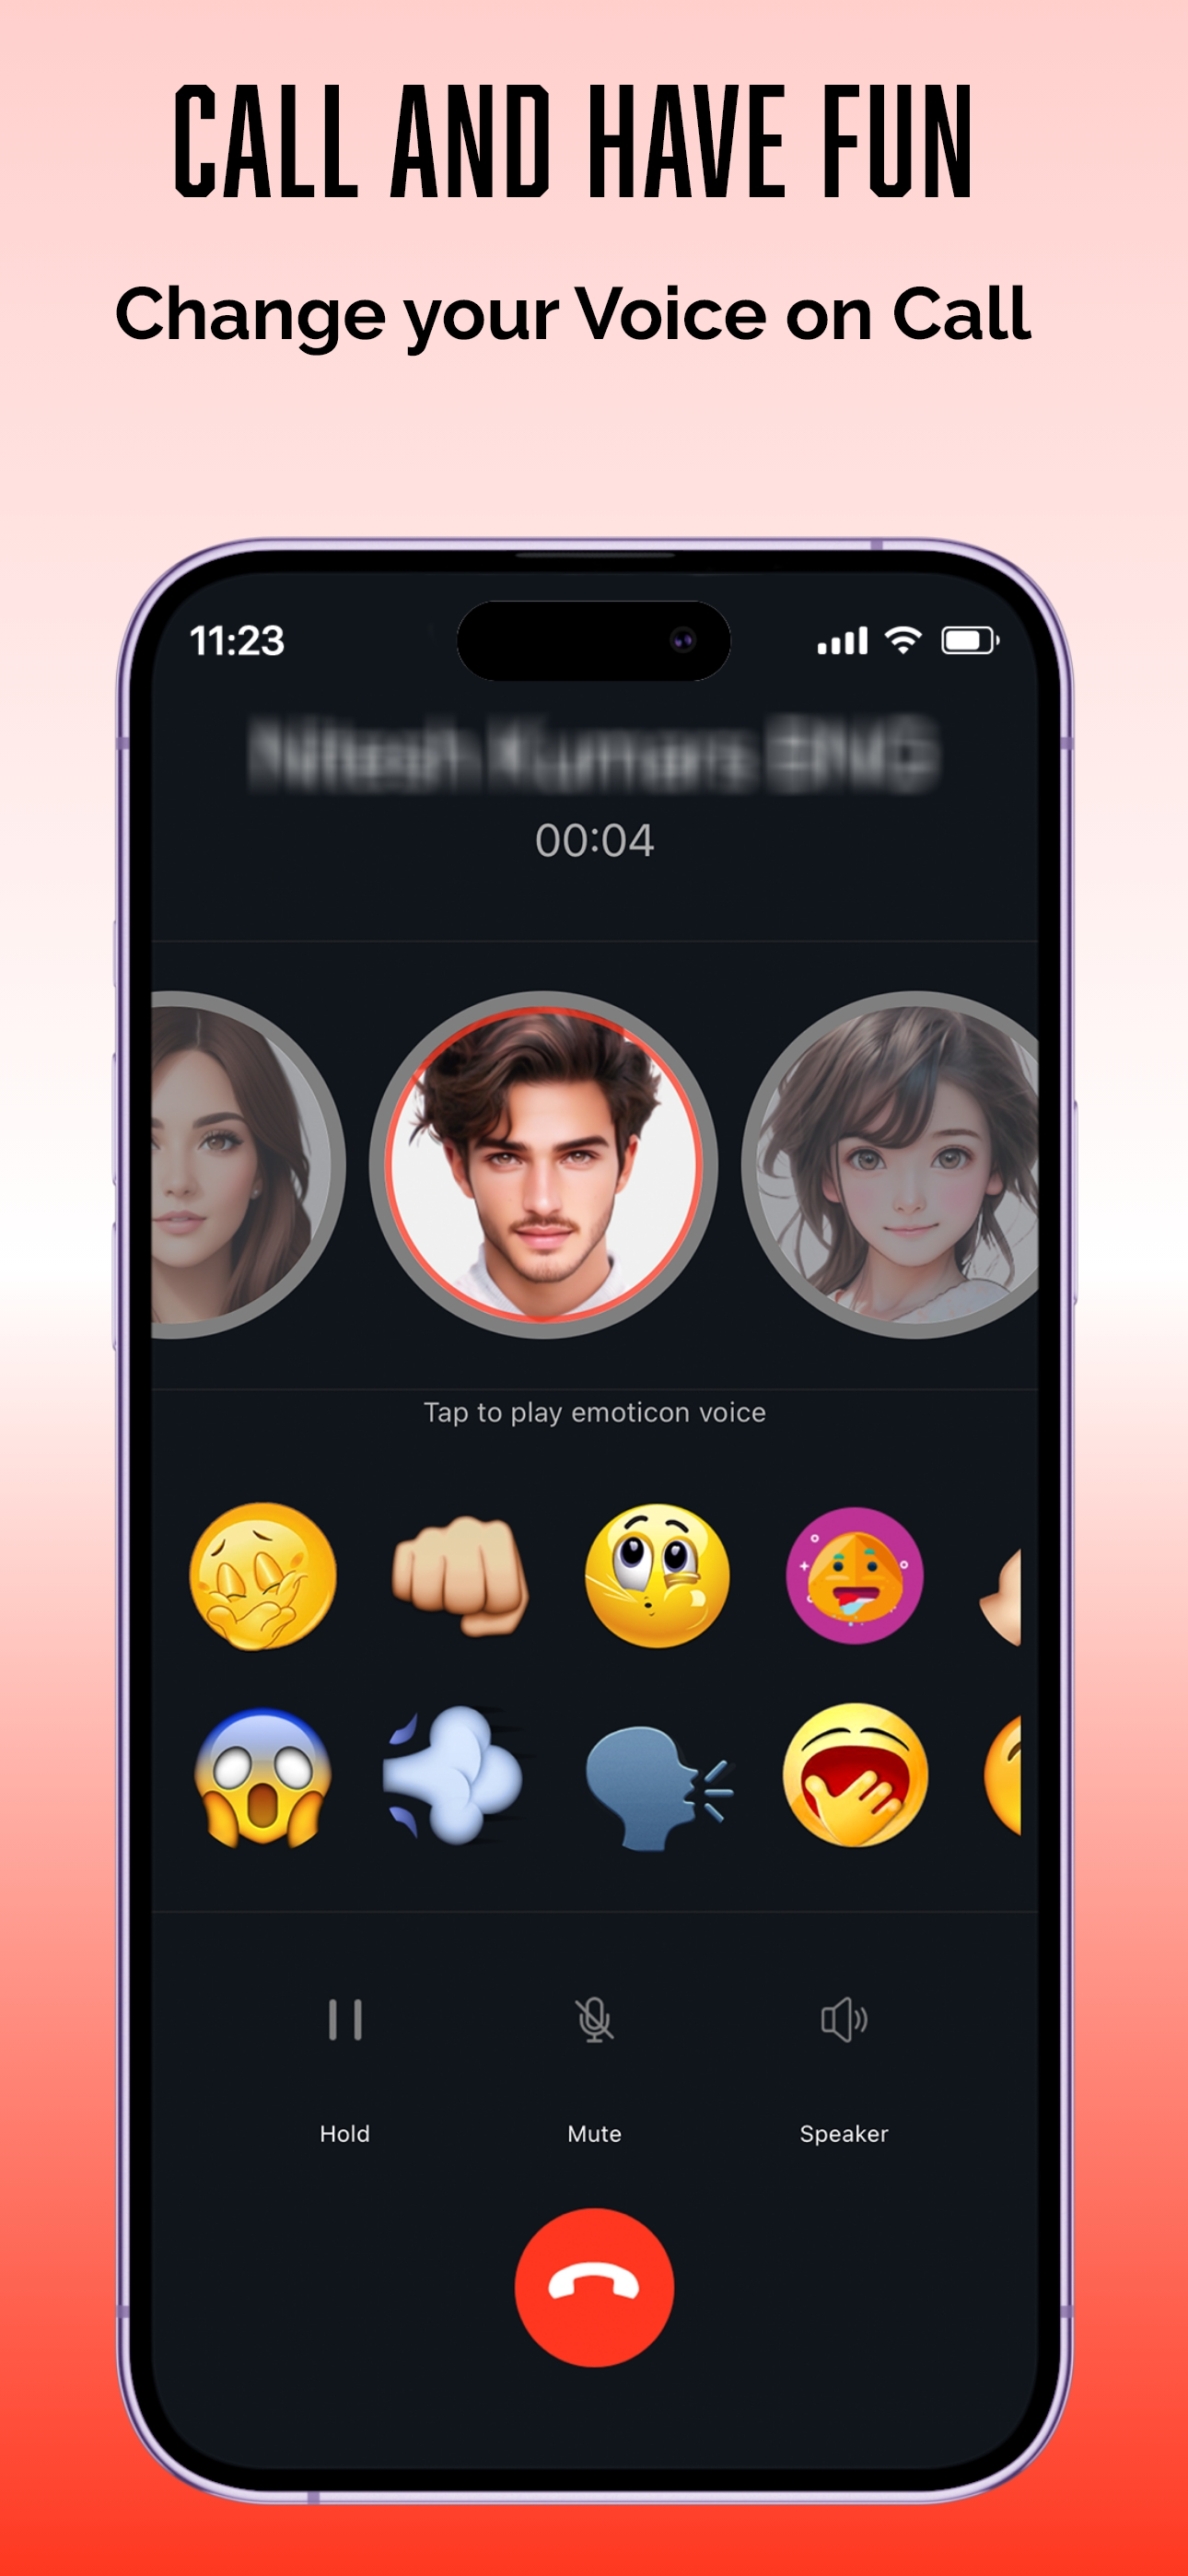 CALL AND HAVE FUN
Change your Voice on Call
11:23
00:04
Tap to play emoticon voice
Hold
Mute
Speaker